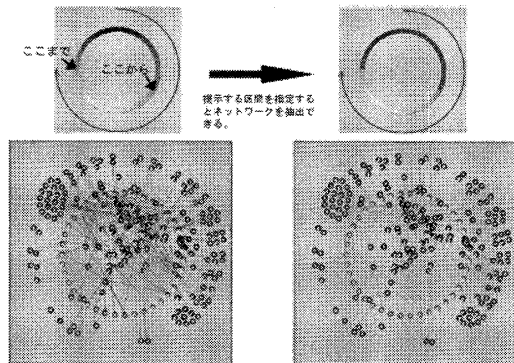 ここまで
ここから
提示する区間を指定する
とネットワークを抽出で
きる。